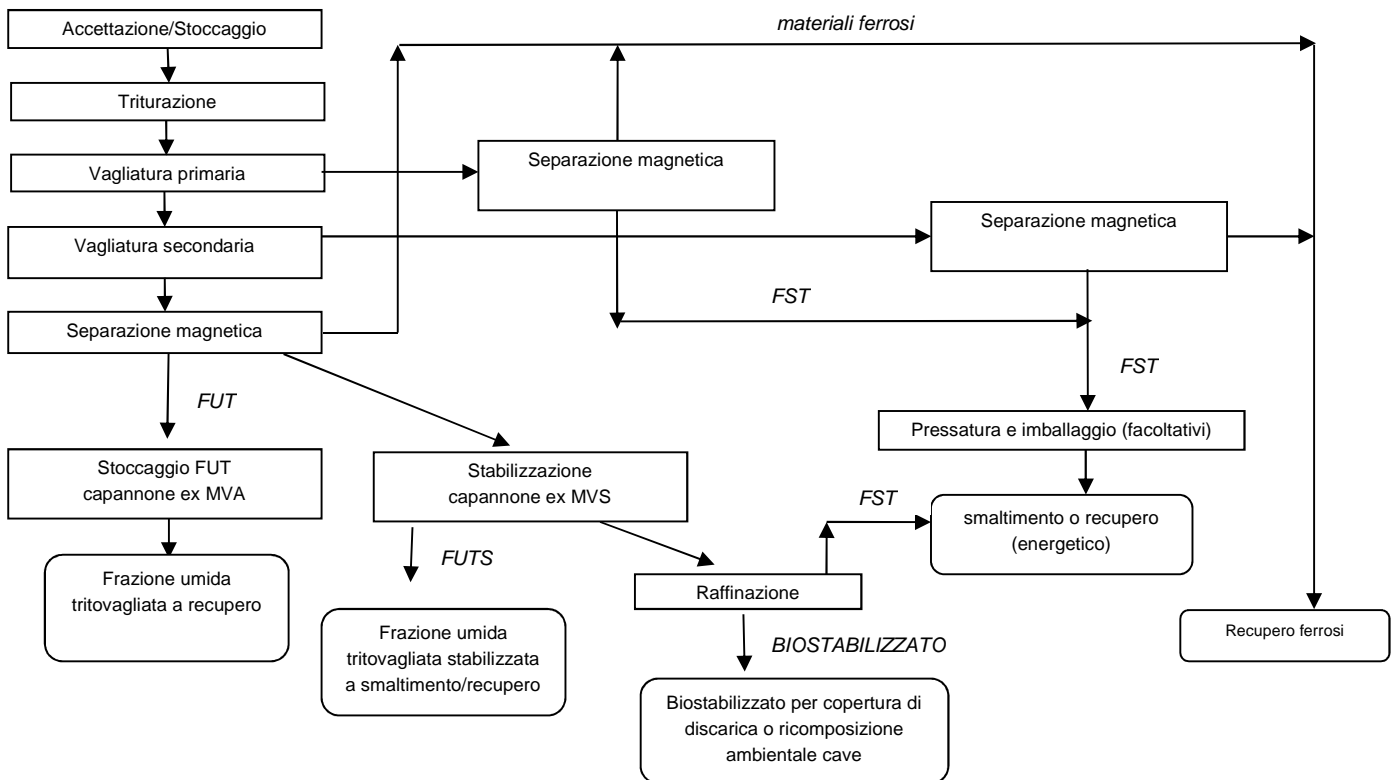 Accettazione/Stoccaggio
materiali ferrosi
Triturazione
Separazione magnetica
Vagliatura primaria
Separazione magnetica
Vagliatura secondaria
FST
Separazione magnetica
FST
FUT
Pressatura e imballaggio (facoltativi)
Stoccaggio FUT
capannone ex MVA
Stabilizzazione
capannone ex MVS
FST
smaltimento o recupero
(energetico)
FUTS
Frazione umida
tritovagliata a recupero
Raffinazione
Frazione umida
tritovagliata stabilizzata
a smaltimento/recupero
BIOSTABILIZZATO
Recupero ferrosi
Biostabilizzato per copertura di
discarica o ricomposizione
ambientale cave